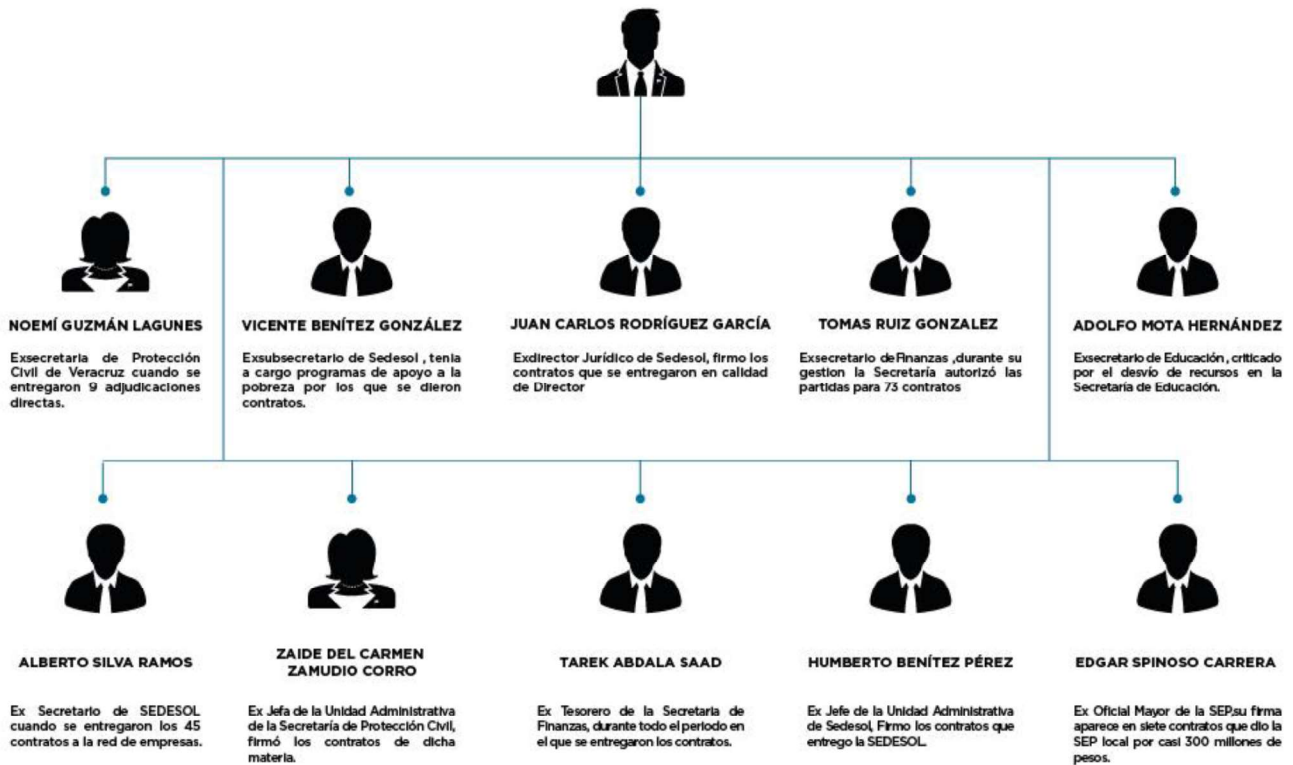 NOEMÍ GUZMÁN LAGUNES
Exsecretaria de Protección
Civil de Veracruz cuando se
entregaron 9 adjudicaciones
directas.
VICENTE BENÍTEZ GONZÁLEZ
Exsubsecretario de Sedesol , tenia
a cargo programas de apoyo a la
pobreza por los que se dieron
contratos.
JUAN CARLOS RODRÍGUEZ GARCÍA
Exdirector Jurídico de Sedesol, firmo los
contratos que se entregaron en calidad
de Director
TOMAS RUIZ GONZALEZ
Exsecretario de Finanzas ,durante su
gestion la Secretaría autorizó las
partidas para 73 contratos
ADOLFO MOTA HERNÁNDEZ
Exsecretario de Educación , criticado
por el desvío de recursos en la
Secretaría de Educación.
ALBERTO SILVA RAMOS
Ex Secretario de SEDESOL
cuando se entregaron los 45
contratos a la red de empresas.
ZAIDE DEL CARMEN
ZAMUDIO CORRO
Ex Jefa de la Unidad Administrativa
de la Secretaría de Protección Civil,
firmó los contratos de dicha
materia.
TAREK ABDALA SAAD
Ex Tesorero de la Secretaria de
Finanzas, durante todo el periodo en
el que se entregaron los contratos.
HUMBERTO BENÍTEZ PÉREZ
Ex Jefe de la Unidad Administrativa
de Sedesol, Firmo los contratos que
entrego la SEDESOL.
EDGAR SPINOSO CARRERA
Ex Oficial Mayor de la SEP,su firma
aparece en siete contratos que dio la
SEP local por casi 300 millones de
pesos.